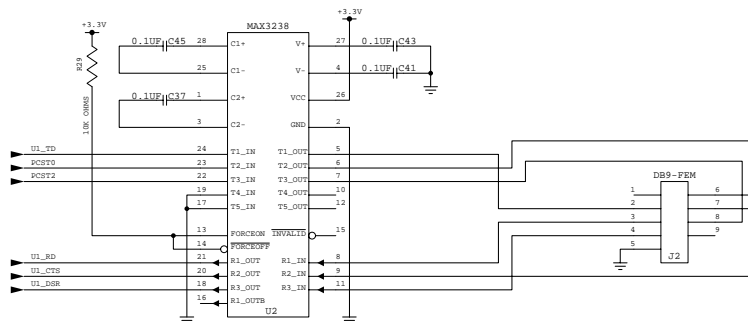 +3.3V
+3.3V
MAX3238
R29
10K OHMS
0.1UF C45
28 C1+ V+ 27
0.1UF C43
25 C1- V- 4
0.1UF C41
0.1UF C37
1 C2+ VCC 26
3 C2- GND 2
U1_TD 24 T1_IN T1_OUT 5
PCST0 23 T2_IN T2_OUT 6
PCST2 22 T3_IN T3_OUT 7
19 T4_IN T4_OUT 10
17 T5_IN T5_OUT 12
13 FORCEON INVALID 15
14 FORCEOFF
U1_RD 21 R1_OUT R1_IN 8
U1_CTS 20 R2_OUT R2_IN 9
U1_DSR 18 R3_OUT R3_IN 11
16 R1_OUTB
U2
DB9-FEM
1 6
2 7
3 8
4 9
5
J2